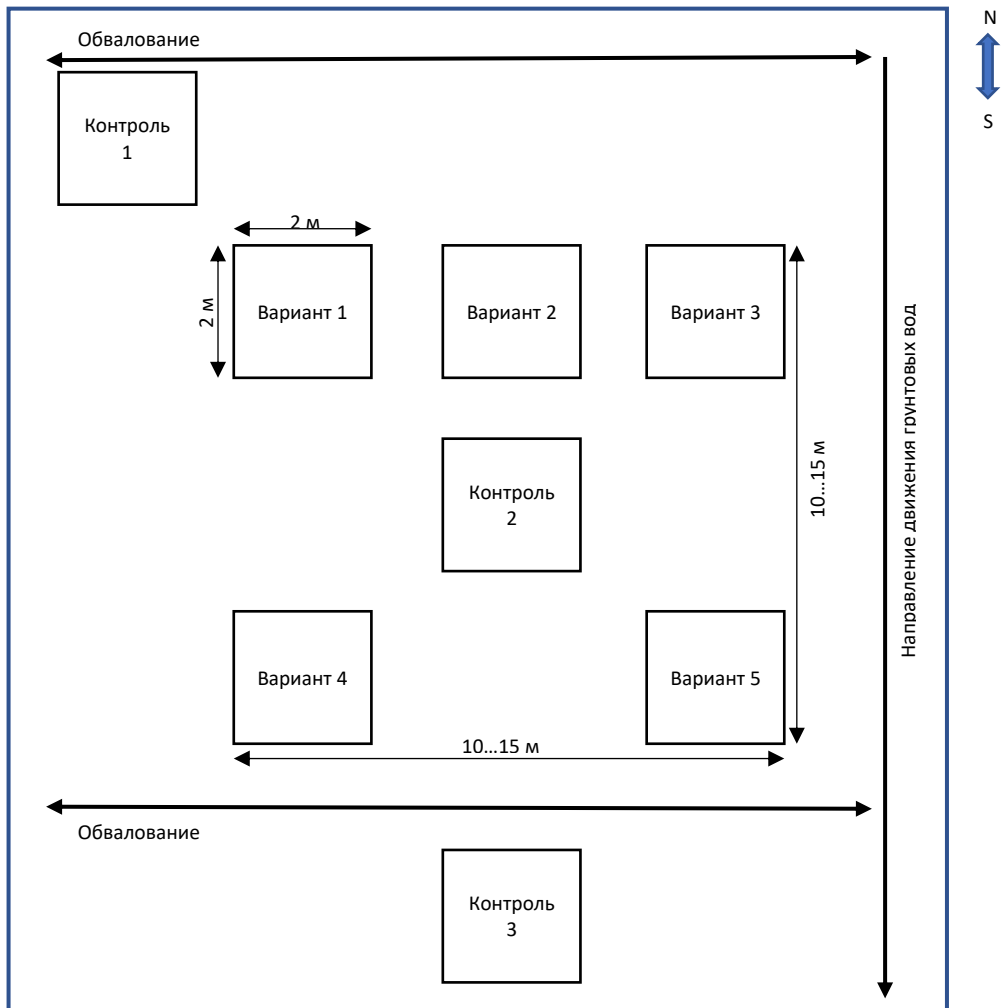 N
Обвалование
S
Контроль
1
2 м
2 м
Вариант 1
Вариант 2
Вариант 3
Направление движения грунтовых вод
10...15 м
Контроль
2
Вариант 4
Вариант 5
10...15 м
Обвалование
Контроль
3